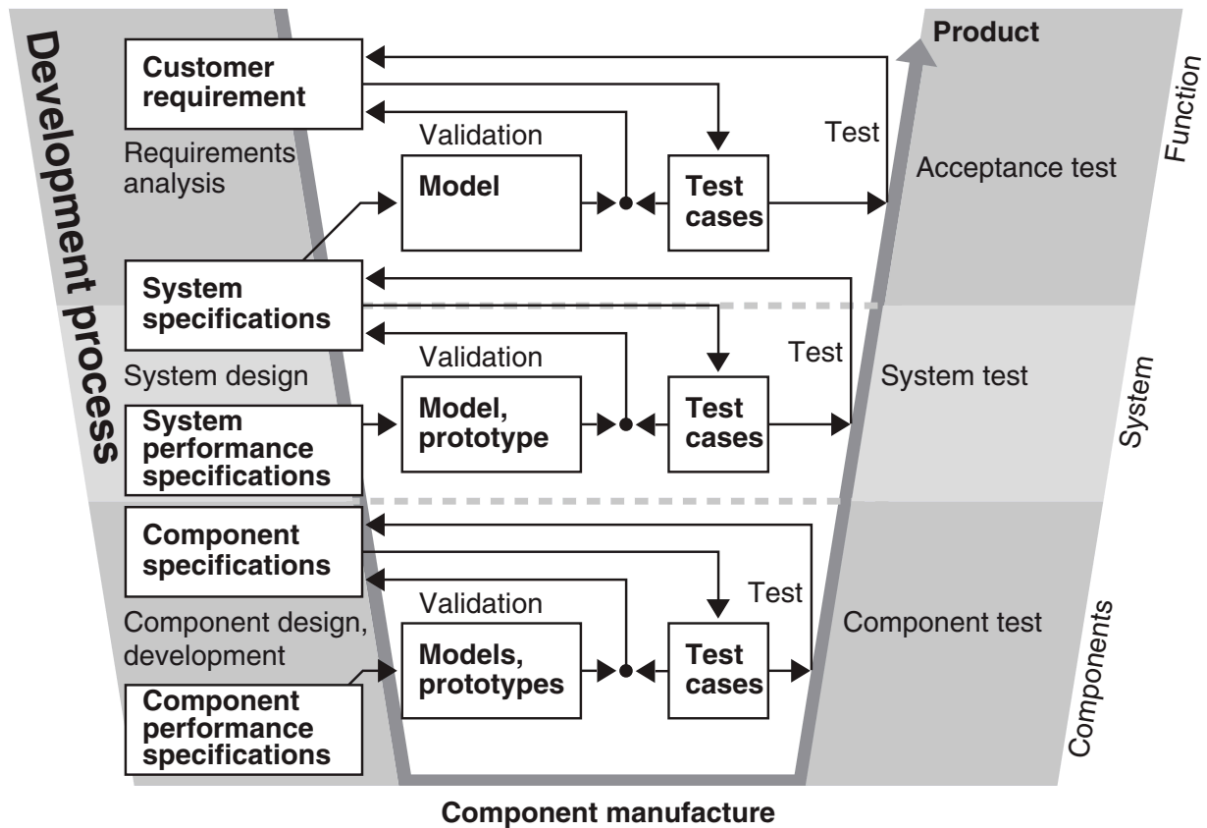 Development process
Product
Customer
requirement
Function
Validation
Test
Requirements
analysis
Model
Test
cases
Acceptance test
System
specifications
Validation
Test
System design
System test
System
Model,
prototype
Test
cases
System
performance
specifications
Component
specifications
Validation
Test
Component design,
development
Component test
Components
Models,
prototypes
Test
cases
Component
performance
specifications
Component manufacture